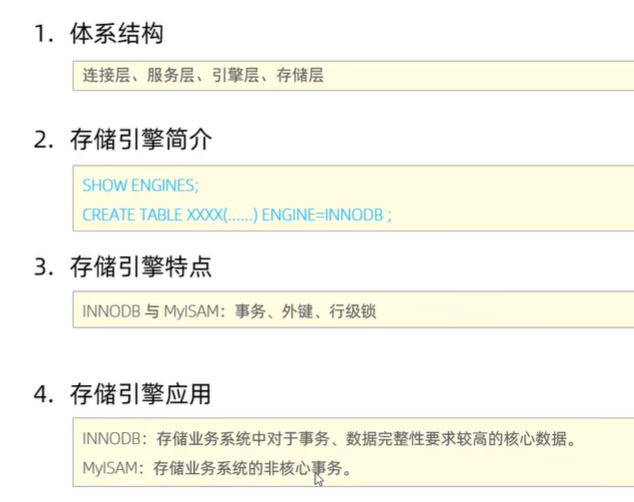 1. 体系结构
连接层、服务层、引擎层、存储层
2. 存储引擎简介
SHOW ENGINES;
CREATE TABLE XXXX(......) ENGINE=INNODB ;
3. 存储引擎特点
INNODB 与 MyISAM：事务、外键、行级锁
4. 存储引擎应用
INNODB：存储业务系统中对于事务、数据完整性要求较高的核心数据。
MyISAM：存储业务系统的非核心事务。